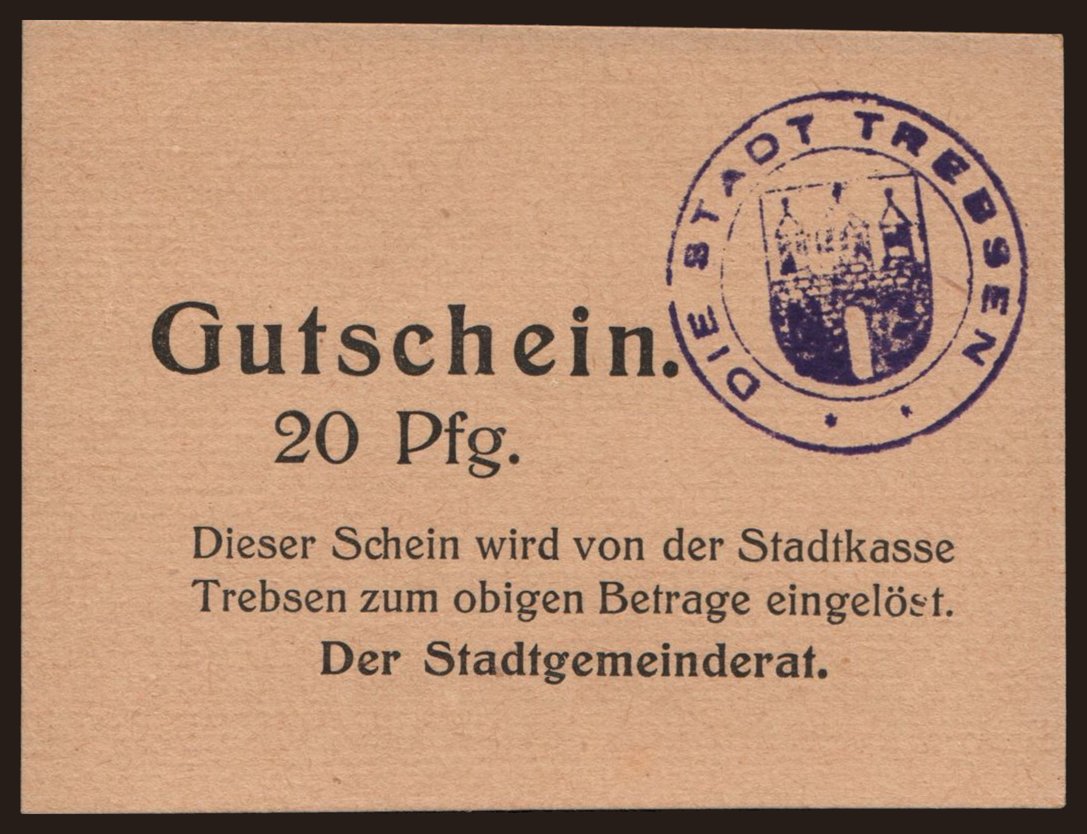 DIE STADT TREBSEN
Gutschein.
20 Pfg.
Dieser Schein wird von der Stadtkasse
Trebsen zum obigen Betrage eingelöst.
Der Stadtgemeinderat.